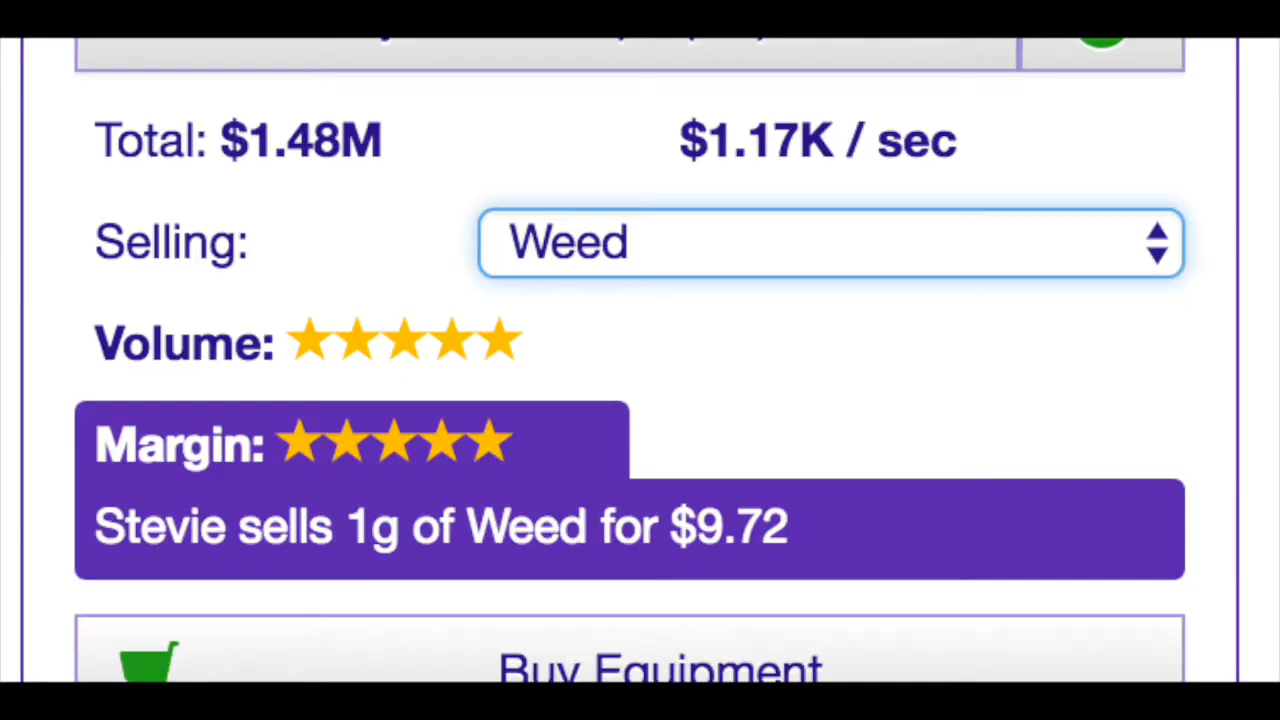 Total: $1.48M $1.17K / sec
Selling: Weed
Volume: ★★★★★
Margin: ★★★★★
Stevie sells 1g of Weed for $9.72
Buy Equipment